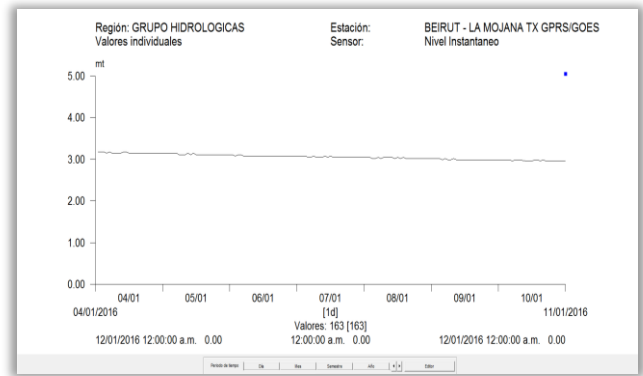 Región: GRUPO HIDROLOGICAS Estación: BEIRUT - LA MOJANA TX GPRS/GOES
Valores individuales Sensor: Nivel Instantaneo
mt
5.00
4.00
3.00
2.00
1.00
0.00
04/01 05/01 06/01 07/01 08/01 09/01 10/01
04/01/2016 [1d] 11/01/2016
Valores: 163 [163]
12/01/2016 12:00:00 a.m. 0.00 12:00:00 a.m. 0.00 12/01/2016 12:00:00 a.m. 0.00
Periodo de tiempo Día Mes Semestre Año Editor